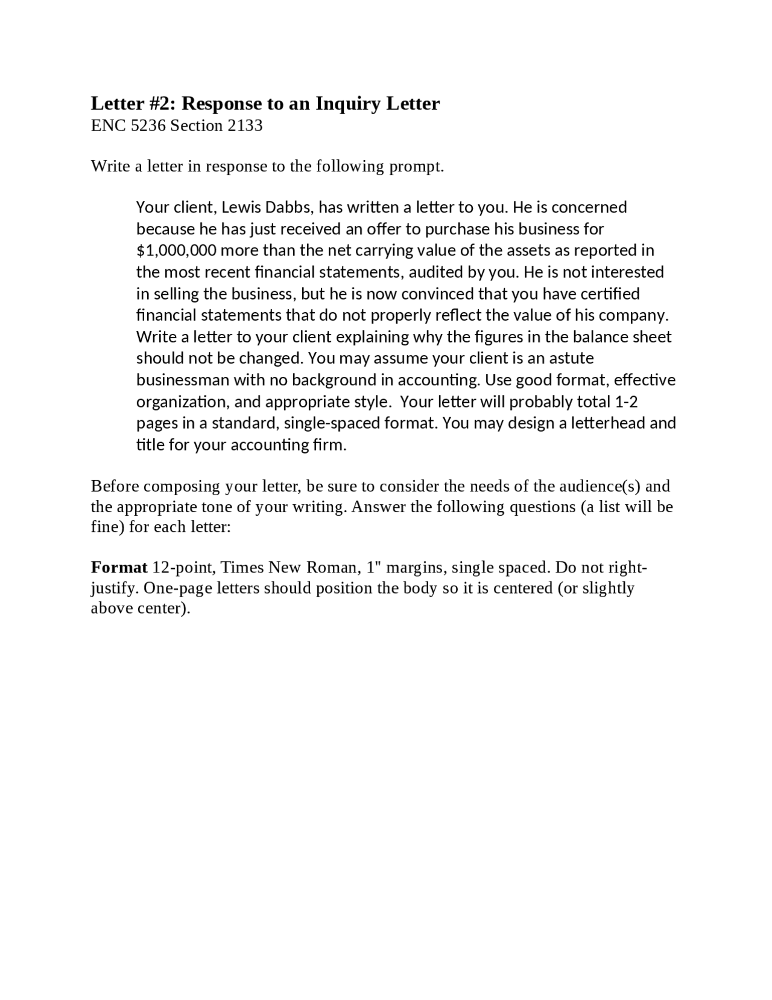 Letter #2: Response to an Inquiry Letter
ENC 5236 Section 2133
Write a letter in response to the following prompt.
Your client, Lewis Dabbs, has written a letter to you. He is concerned
because he has just received an offer to purchase his business for
$1,000,000 more than the net carrying value of the assets as reported in
the most recent financial statements, audited by you. He is not interested
in selling the business, but he is now convinced that you have certified
financial statements that do not properly reflect the value of his company.
Write a letter to your client explaining why the figures in the balance sheet
should not be changed. You may assume your client is an astute
businessman with no background in accounting. Use good format, effective
organization, and appropriate style.  Your letter will probably total 1-2
pages in a standard, single-spaced format. You may design a letterhead and
title for your accounting firm.
Before composing your letter, be sure to consider the needs of the audience(s) and
the appropriate tone of your writing. Answer the following questions (a list will be
fine) for each letter:
Format 12-point, Times New Roman, 1" margins, single spaced. Do not right-
justify. One-page letters should position the body so it is centered (or slightly
above center).